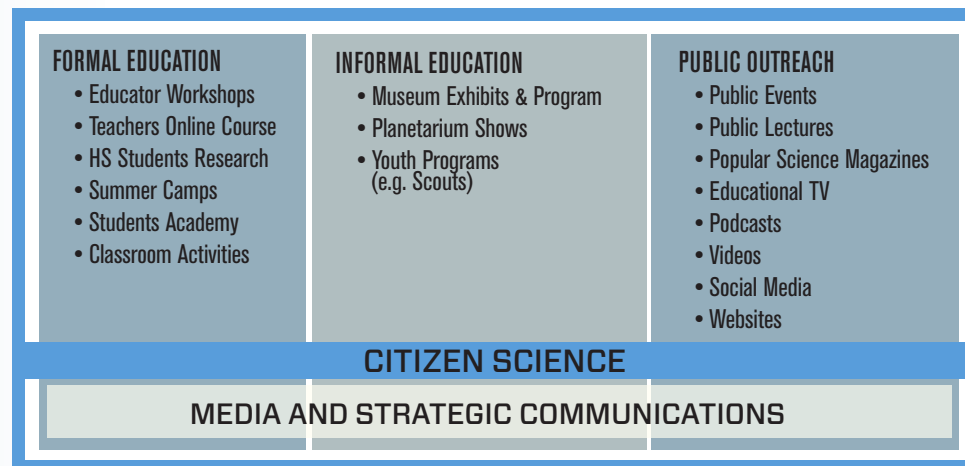 FORMAL EDUCATION
• Educator Workshops
• Teachers Online Course
• HS Students Research
• Summer Camps
• Students Academy
• Classroom Activities
INFORMAL EDUCATION
• Museum Exhibits & Program
• Planetarium Shows
• Youth Programs
(e.g. Scouts)
PUBLIC OUTREACH
• Public Events
• Public Lectures
• Popular Science Magazines
• Educational TV
• Podcasts
• Videos
• Social Media
• Websites
CITIZEN SCIENCE
MEDIA AND STRATEGIC COMMUNICATIONS